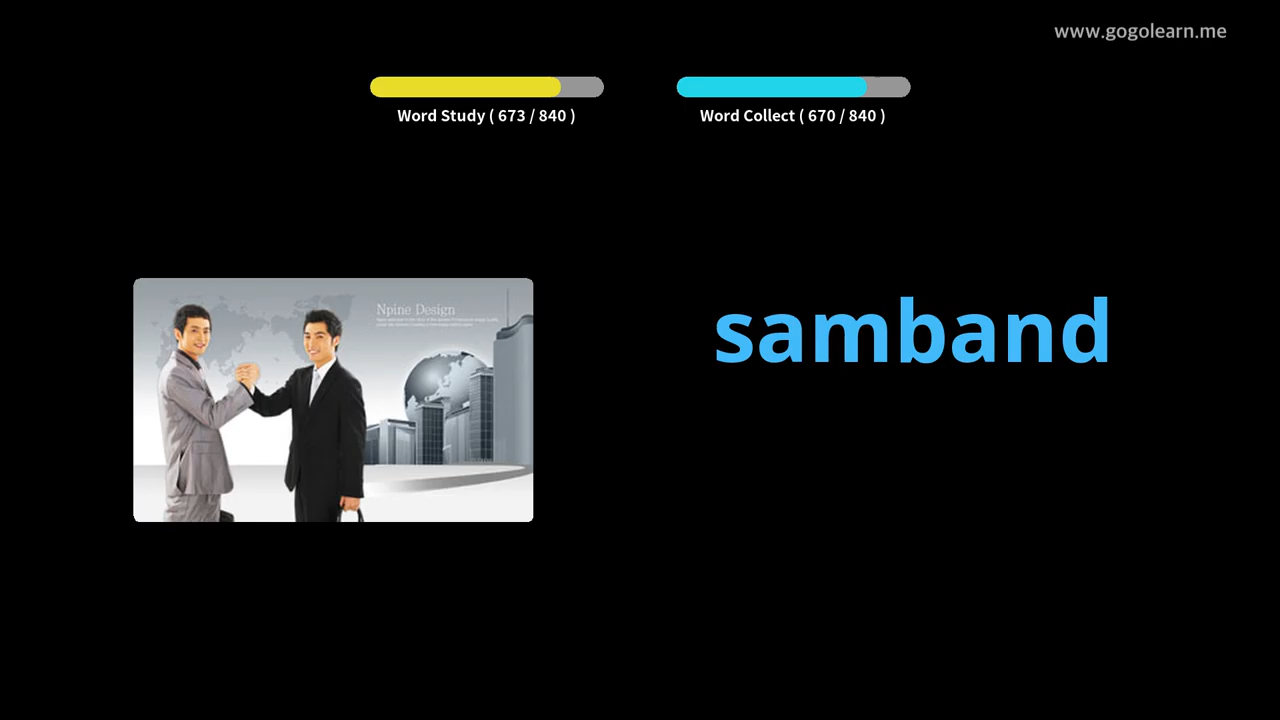 www.gogolearn.me
Word Study ( 673 / 840 )
Word Collect ( 670 / 840 )
Npine Design
samband